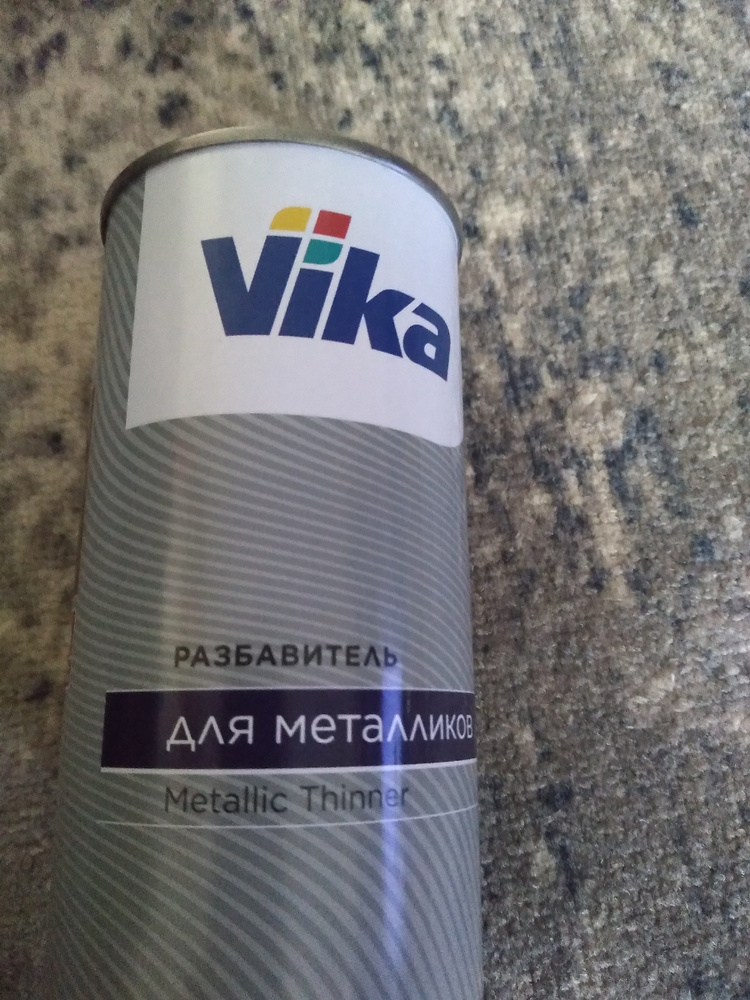 Vika
РАЗБАВИТЕЛЬ
для металликов
Metallic Thinner